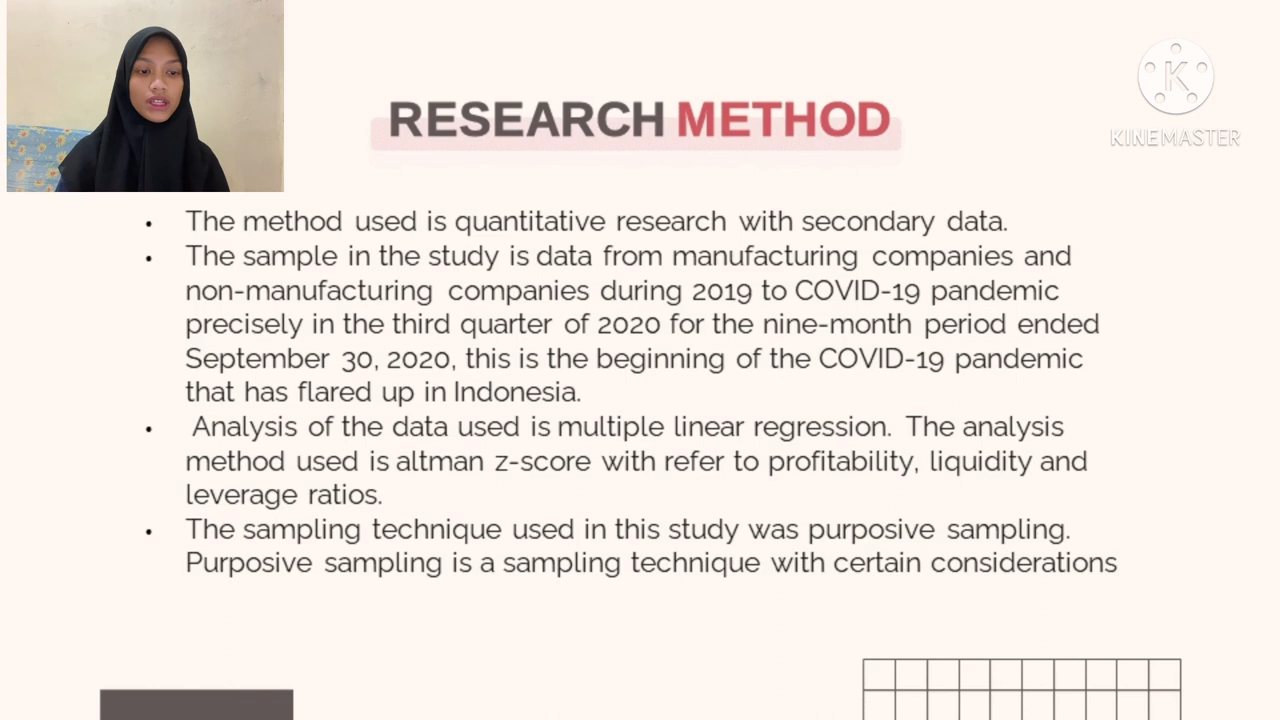 RESEARCH METHOD
KINEMASTER
• The method used is quantitative research with secondary data.
• The sample in the study is data from manufacturing companies and
non-manufacturing companies during 2019 to COVID-19 pandemic
precisely in the third quarter of 2020 for the nine-month period ended
September 30, 2020, this is the beginning of the COVID-19 pandemic
that has flared up in Indonesia.
• Analysis of the data used is multiple linear regression. The analysis
method used is altman z-score with refer to profitability, liquidity and
leverage ratios.
• The sampling technique used in this study was purposive sampling.
Purposive sampling is a sampling technique with certain considerations